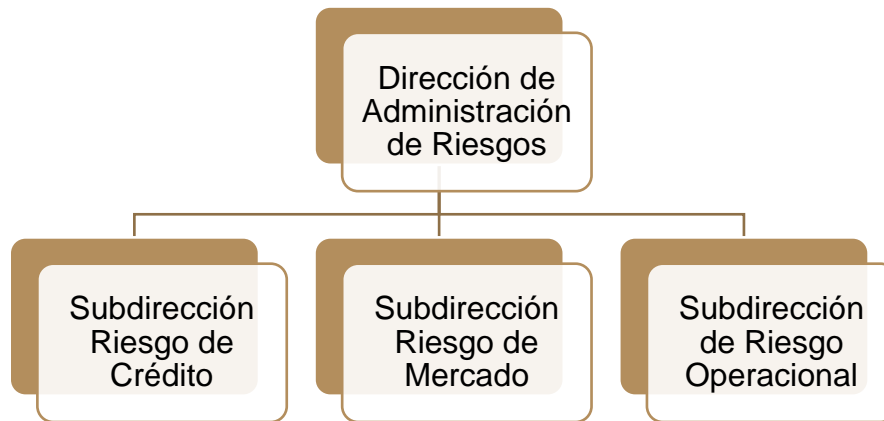 Dirección de
Administración
de Riesgos
Subdirección
Riesgo de
Crédito
Subdirección
Riesgo de
Mercado
Subdirección
de Riesgo
Operacional